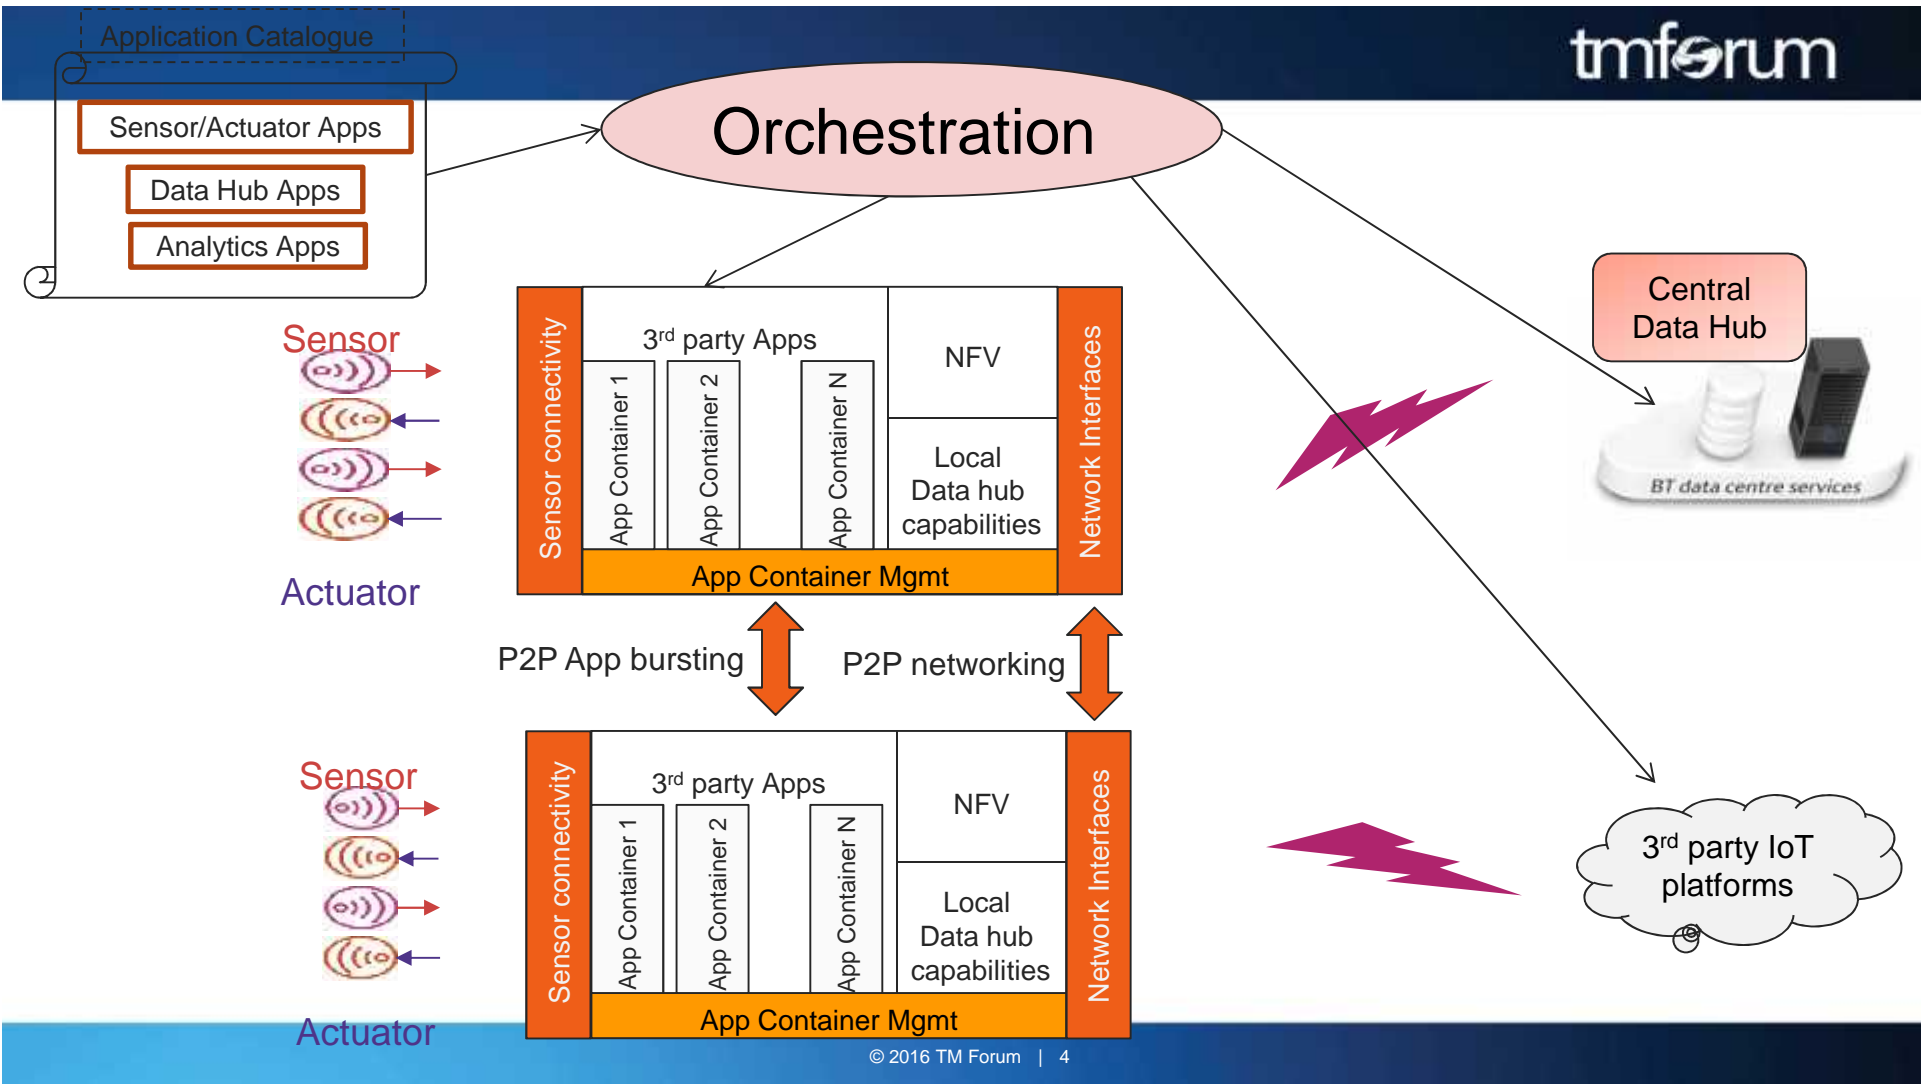 Application Catalogue
tmforum
Sensor/Actuator Apps
Data Hub Apps
Analytics Apps
Orchestration
Central
Data Hub
BT data centre services
Sensor
Actuator
Sensor connectivity
3rd party Apps
App Container 1
App Container 2
App Container N
NFV
Local
Data hub
capabilities
Network Interfaces
App Container Mgmt
P2P App bursting
P2P networking
Sensor
Actuator
Sensor connectivity
3rd party Apps
App Container 1
App Container 2
App Container N
NFV
Local
Data hub
capabilities
Network Interfaces
App Container Mgmt
3rd party IoT
platforms
© 2016 TM Forum | 4